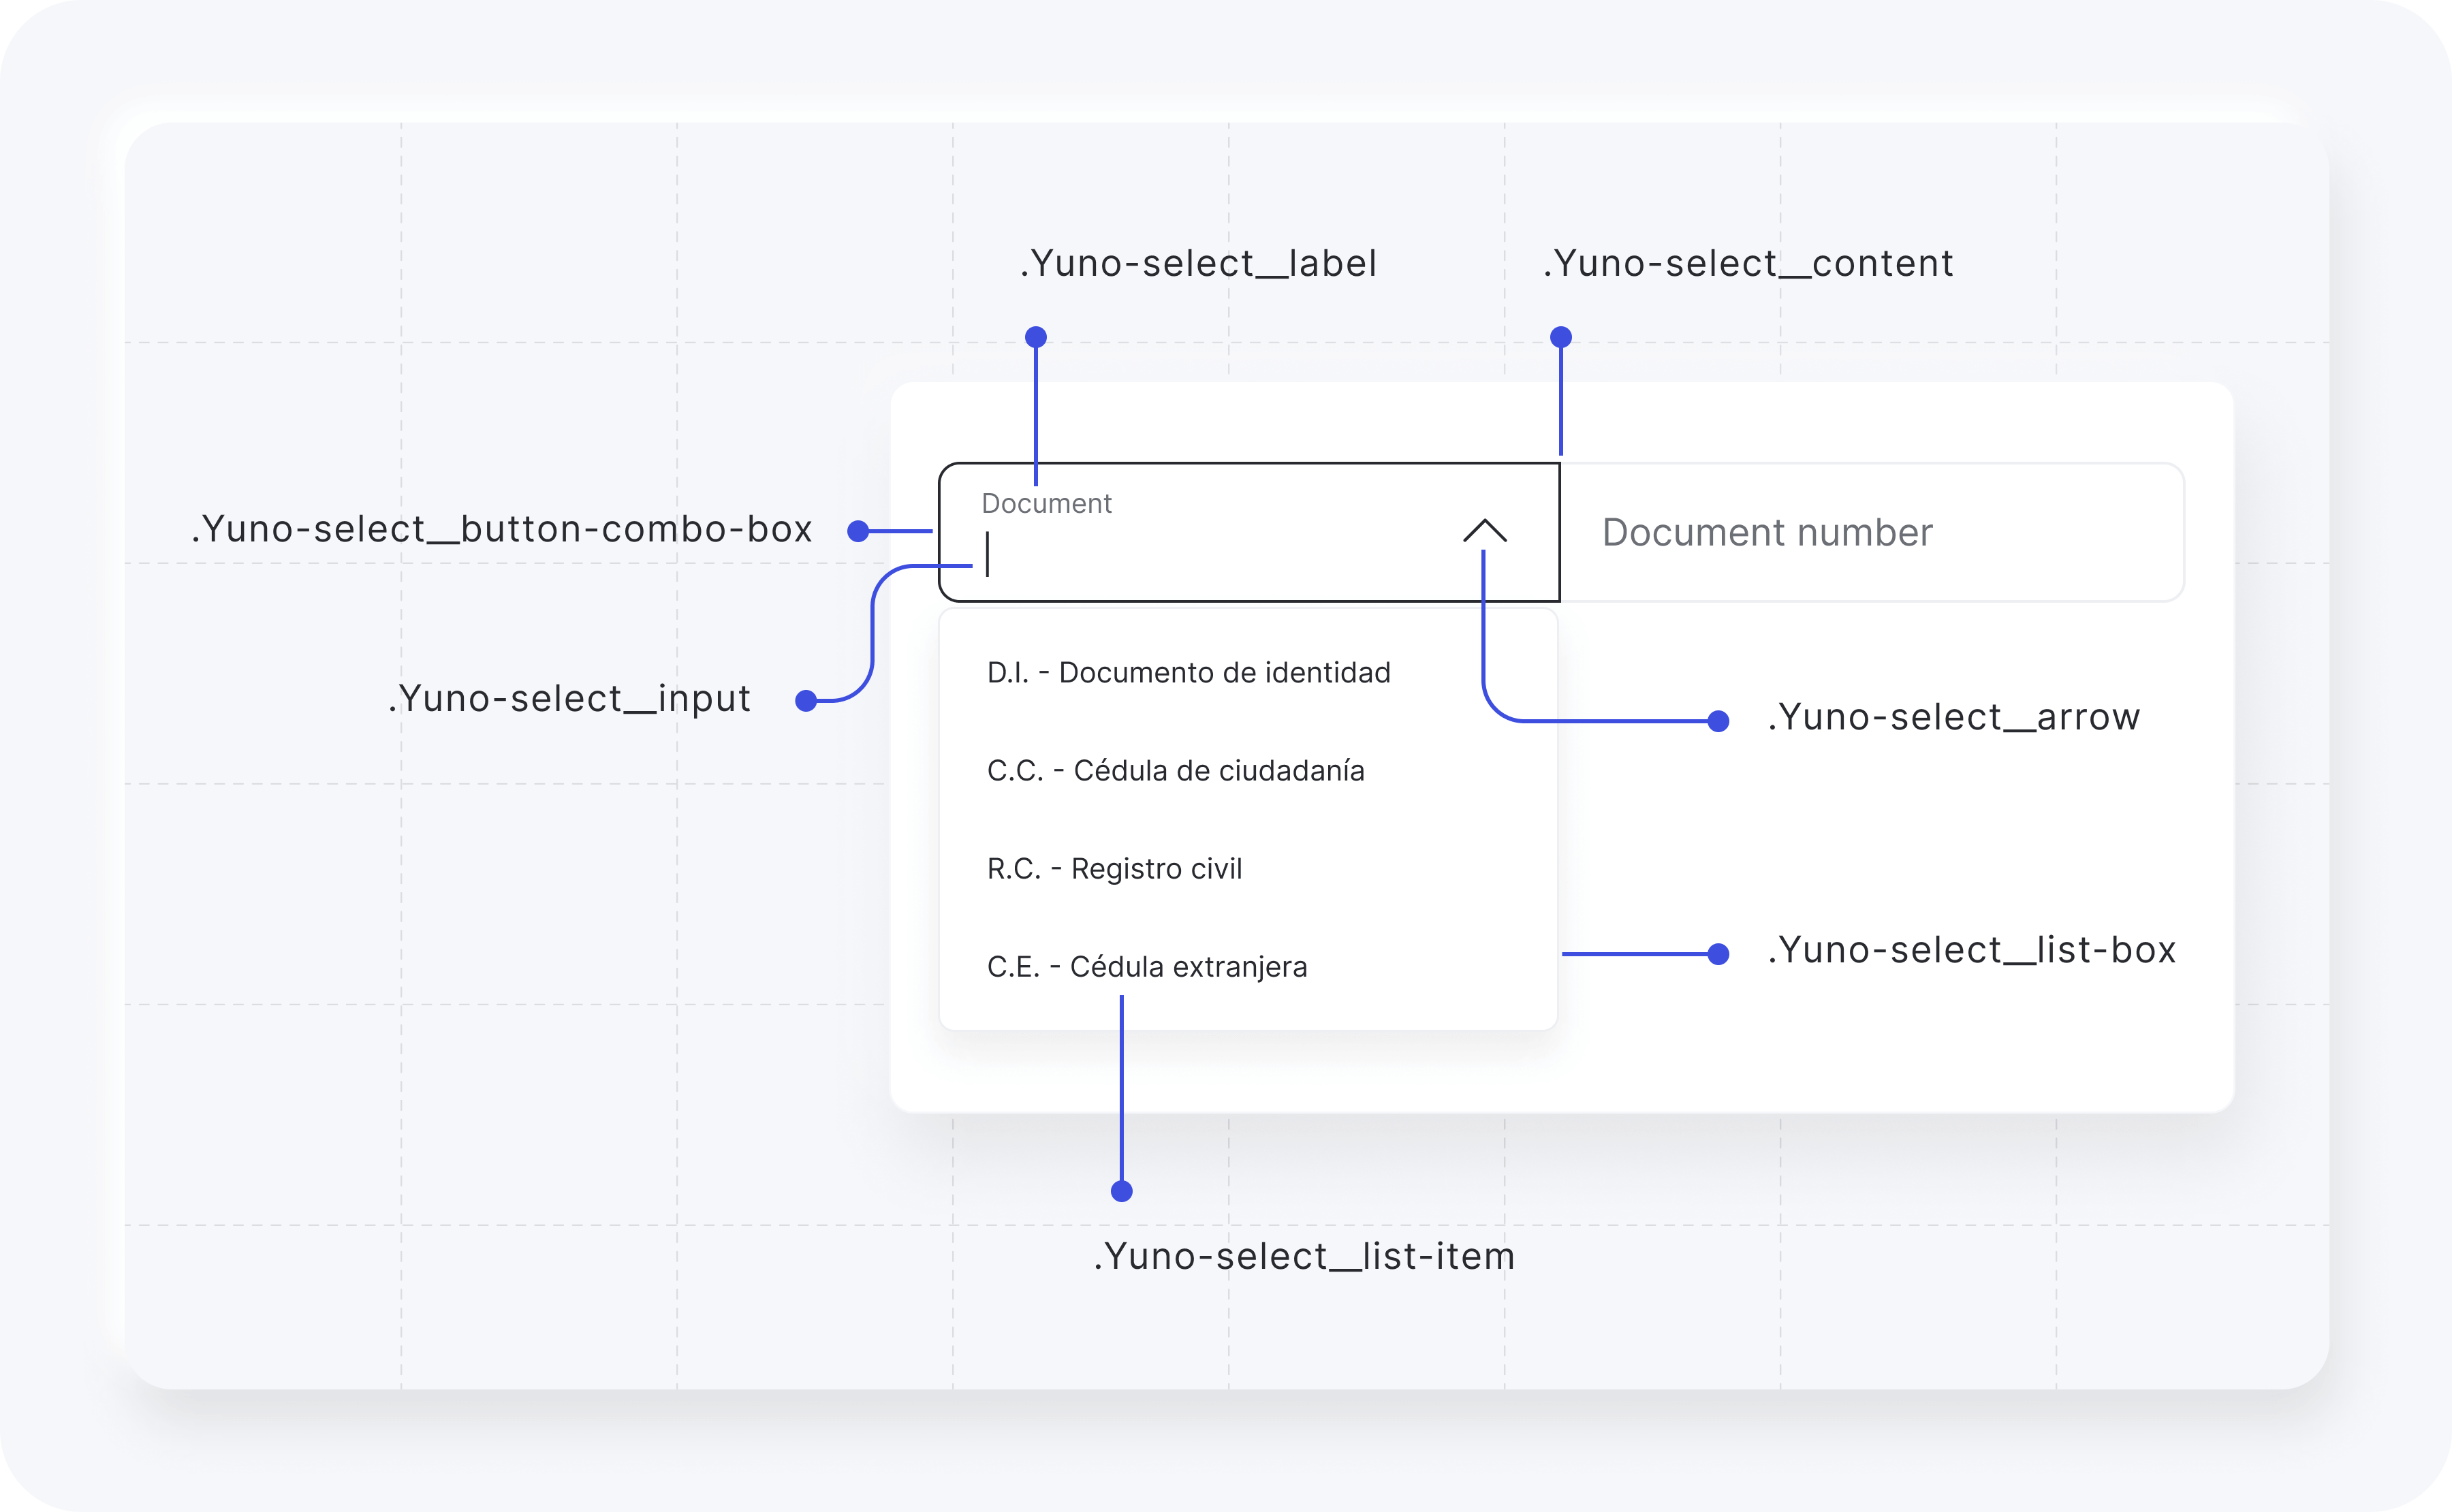 .Yuno-select__label
.Yuno-select__content
Document
.Yuno-select__button-combo-box
Document number
D.I. - Documento de identidad
.Yuno-select__input
.Yuno-select__arrow
C.C. - Cédula de ciudadanía
R.C. - Registro civil
.Yuno-select__list-box
C.E. - Cédula extranjera
.Yuno-select__list-item